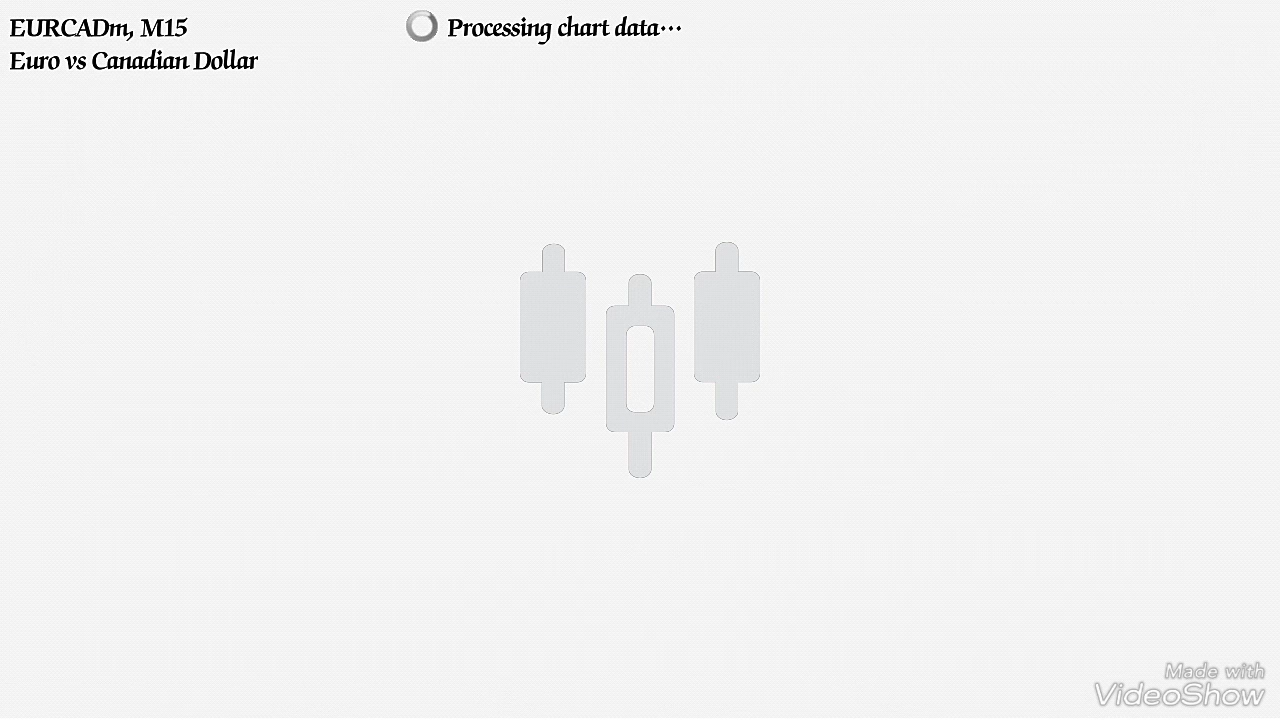 EURCADm, M15
Euro vs Canadian Dollar
Processing chart data···
Made with
VideoShow